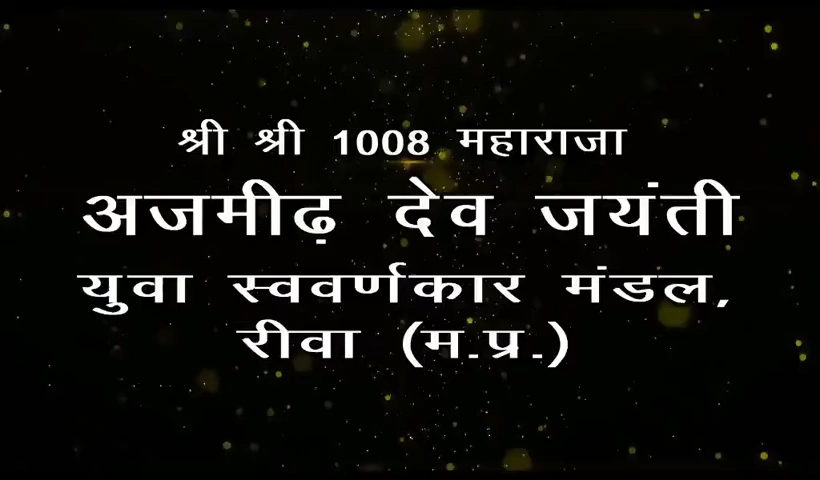 श्री श्री 1008 महाराजा
अजमीढ़ देव जयंती
युवा स्ववर्णकार मंडल,
रीवा (म.प्र.)